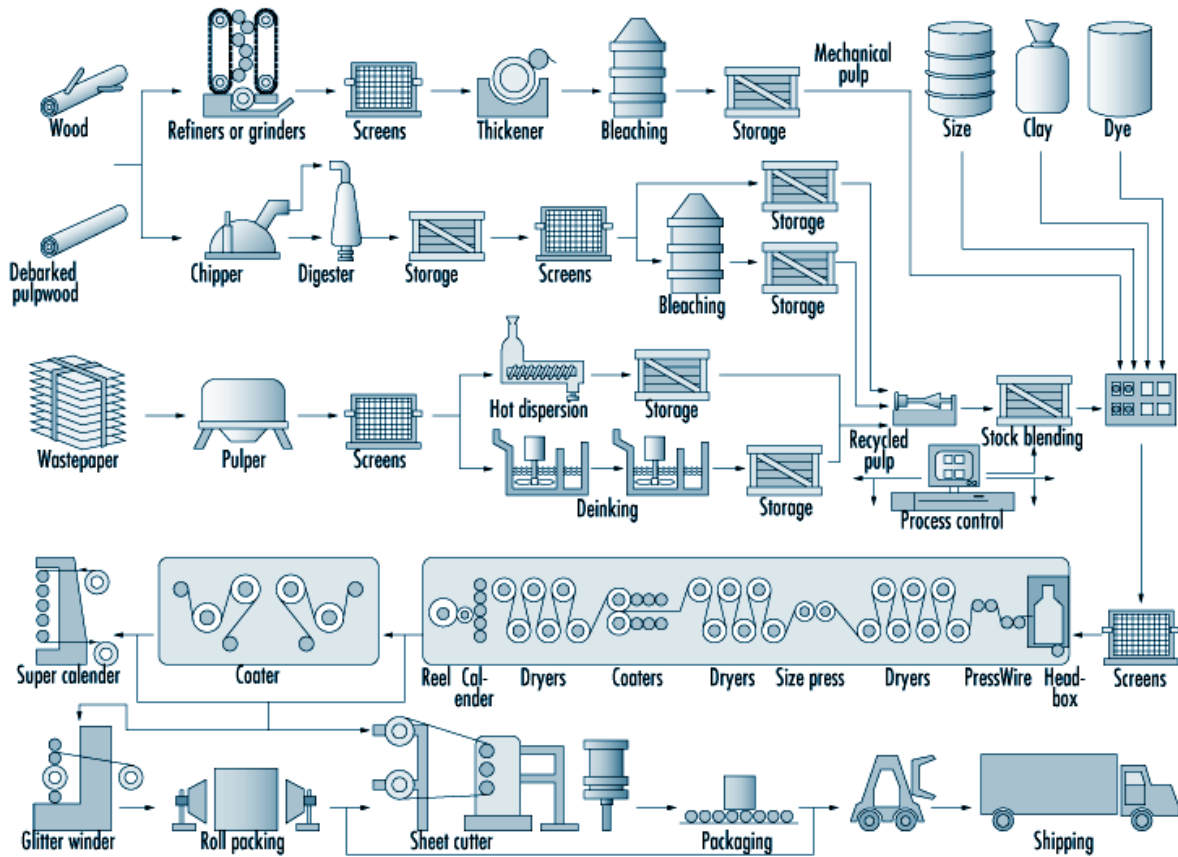 Mechanical
pulp
Wood
Refiners or grinders
Screens
Thickener
Bleaching
Storage
Size
Clay
Dye
Storage
Debarked
pulpwood
Chipper
Digester
Storage
Screens
Bleaching
Storage
Hot dispersion
Storage
Wastepaper
Pulper
Screens
Recycled
pulp
Stock blending
Deinking
Storage
Process control
Super calender
Coater
Reel
Cal-
ender
Dryers
Coaters
Dryers
Size press
Dryers
Press
Wire
Head-
box
Screens
Glitter winder
Roll packing
Sheet cutter
Packaging
Shipping